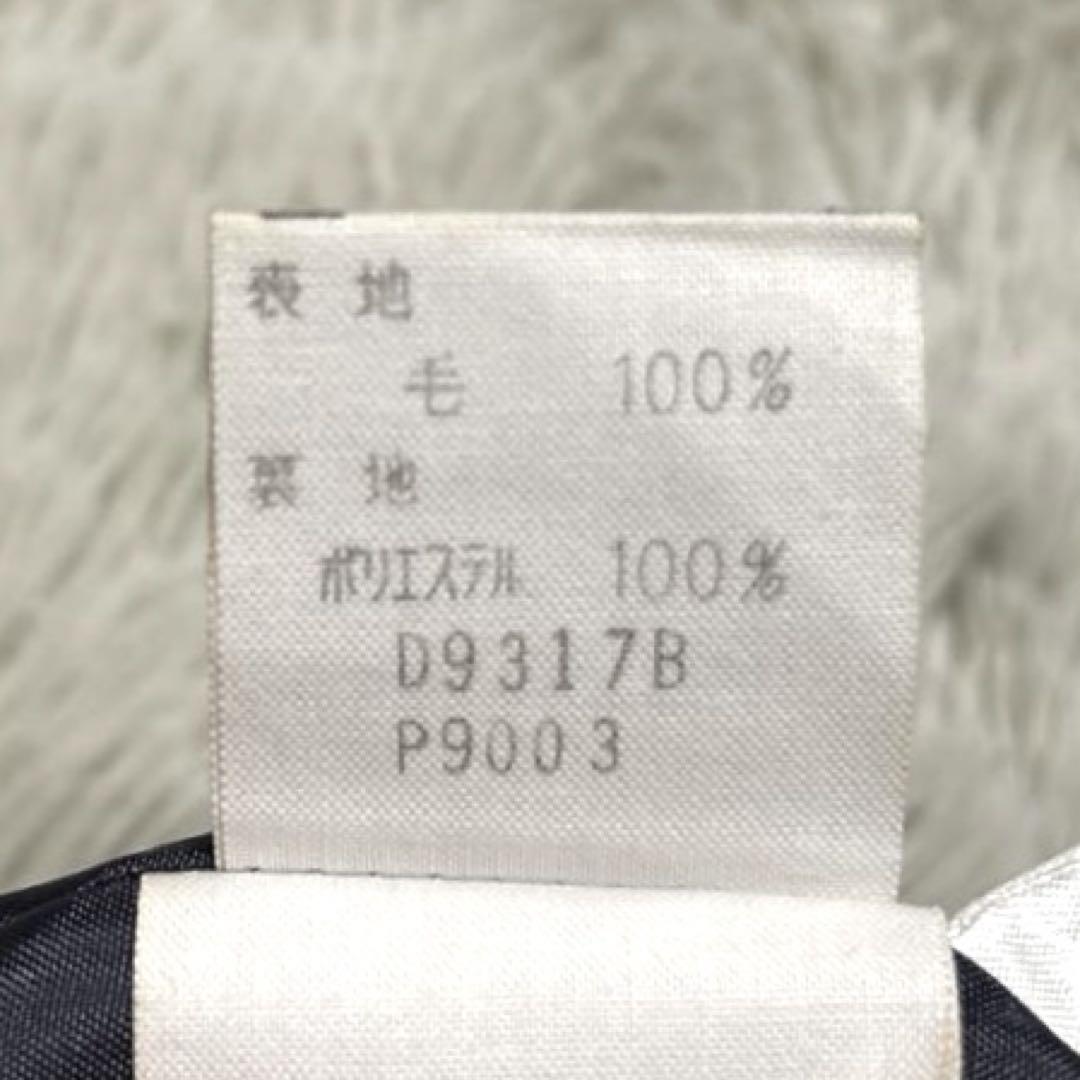 表 地
毛 100%
裏 地
ポリエステル 100%
D9317B
P9003